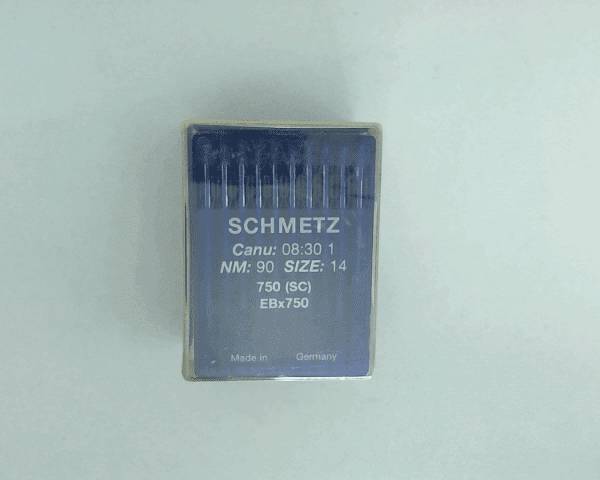 SCHMETZ
Canu: 08:30 1
NM: 90 SIZE: 14
750 (SC)
EBx750
Made in Germany